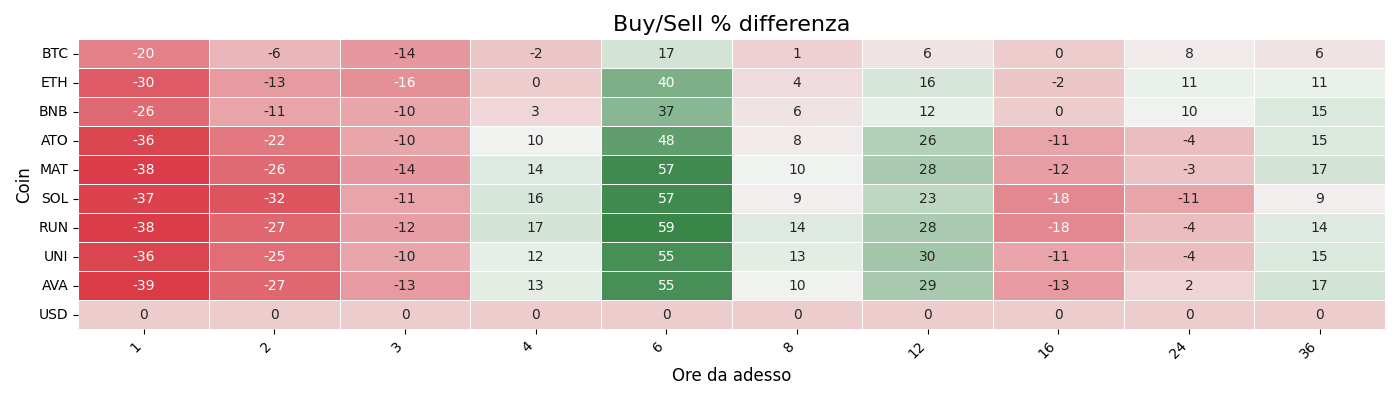 Buy/Sell % differenza
Coin
BTC -20 -6 -14 -2 17 1 6 0 8 6
ETH -30 -13 -16 0 40 4 16 -2 11 11
BNB -26 -11 -10 3 37 6 12 0 10 15
ATO -36 -22 -10 10 48 8 26 -11 -4 15
MAT -38 -26 -14 14 57 10 28 -12 -3 17
SOL -37 -32 -11 16 57 9 23 -18 -11 9
RUN -38 -27 -12 17 59 14 28 -18 -4 14
UNI -36 -25 -10 12 55 13 30 -11 -4 15
AVA -39 -27 -13 13 55 10 29 -13 2 17
USD 0 0 0 0 0 0 0 0 0 0
1 2 3 4 6 8 12 16 24 36
Ore da adesso